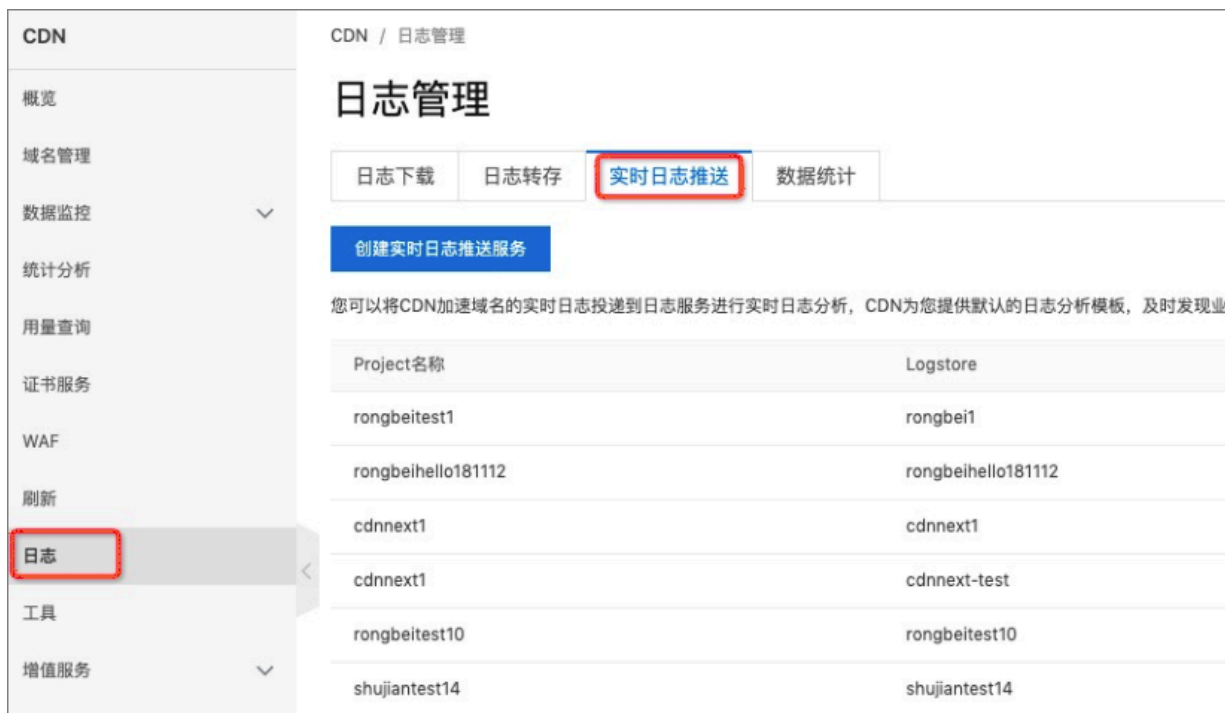 CDN
概览
域名管理
数据监控
统计分析
用量查询
证书服务
WAF
刷新
日志
工具
增值服务
CDN / 日志管理
日志管理
日志下载 日志转存 实时日志推送 数据统计
创建实时日志推送服务
您可以将CDN加速域名的实时日志投递到日志服务进行实时日志分析，CDN为您提供默认的日志分析模板，及时发现业
Project名称 Logstore
rongbeitest1 rongbei1
rongbeihello181112 rongbeihello181112
cdnnext1 cdnnext1
cdnnext1 cdnnext-test
rongbeitest10 rongbeitest10
shujiantest14 shujiantest14